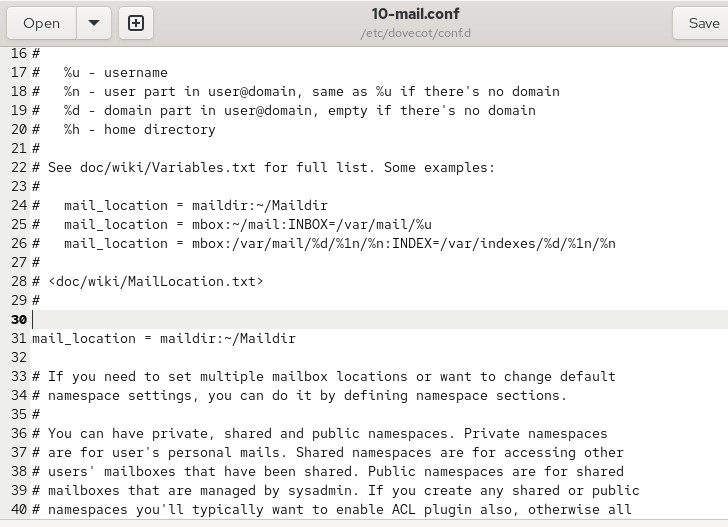 Open
10-mail.conf
/etc/dovecot/conf.d
Save
16 #
17 #   %u - username
18 #   %n - user part in user@domain, same as %u if there's no domain
19 #   %d - domain part in user@domain, empty if there's no domain
20 #   %h - home directory
21 #
22 # See doc/wiki/Variables.txt for full list. Some examples:
23 #
24 #   mail_location = maildir:~/Maildir
25 #   mail_location = mbox:~/mail:INBOX=/var/mail/%u
26 #   mail_location = mbox:/var/mail/%d/%1n/%n:INDEX=/var/indexes/%d/%1n/%n
27 #
28 # <doc/wiki/MailLocation.txt>
29 #
30
31 mail_location = maildir:~/Maildir
32
33 # If you need to set multiple mailbox locations or want to change default
34 # namespace settings, you can do it by defining namespace sections.
35 #
36 # You can have private, shared and public namespaces. Private namespaces
37 # are for user's personal mails. Shared namespaces are for accessing other
38 # users' mailboxes that have been shared. Public namespaces are for shared
39 # mailboxes that are managed by sysadmin. If you create any shared or public
40 # namespaces you'll typically want to enable ACL plugin also, otherwise all